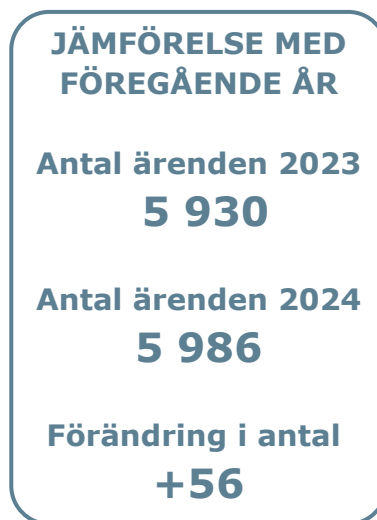 JÄMFÖRELSE MED
FÖREGÅENDE ÅR
Antal ärenden 2023
5 930
Antal ärenden 2024
5 986
Förändring i antal
+56